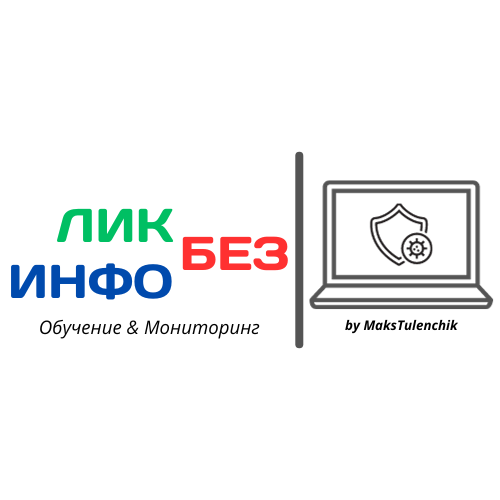 ЛИК
БЕЗ
ИНФО
Обучение & Мониторинг
by MaksTulenchik